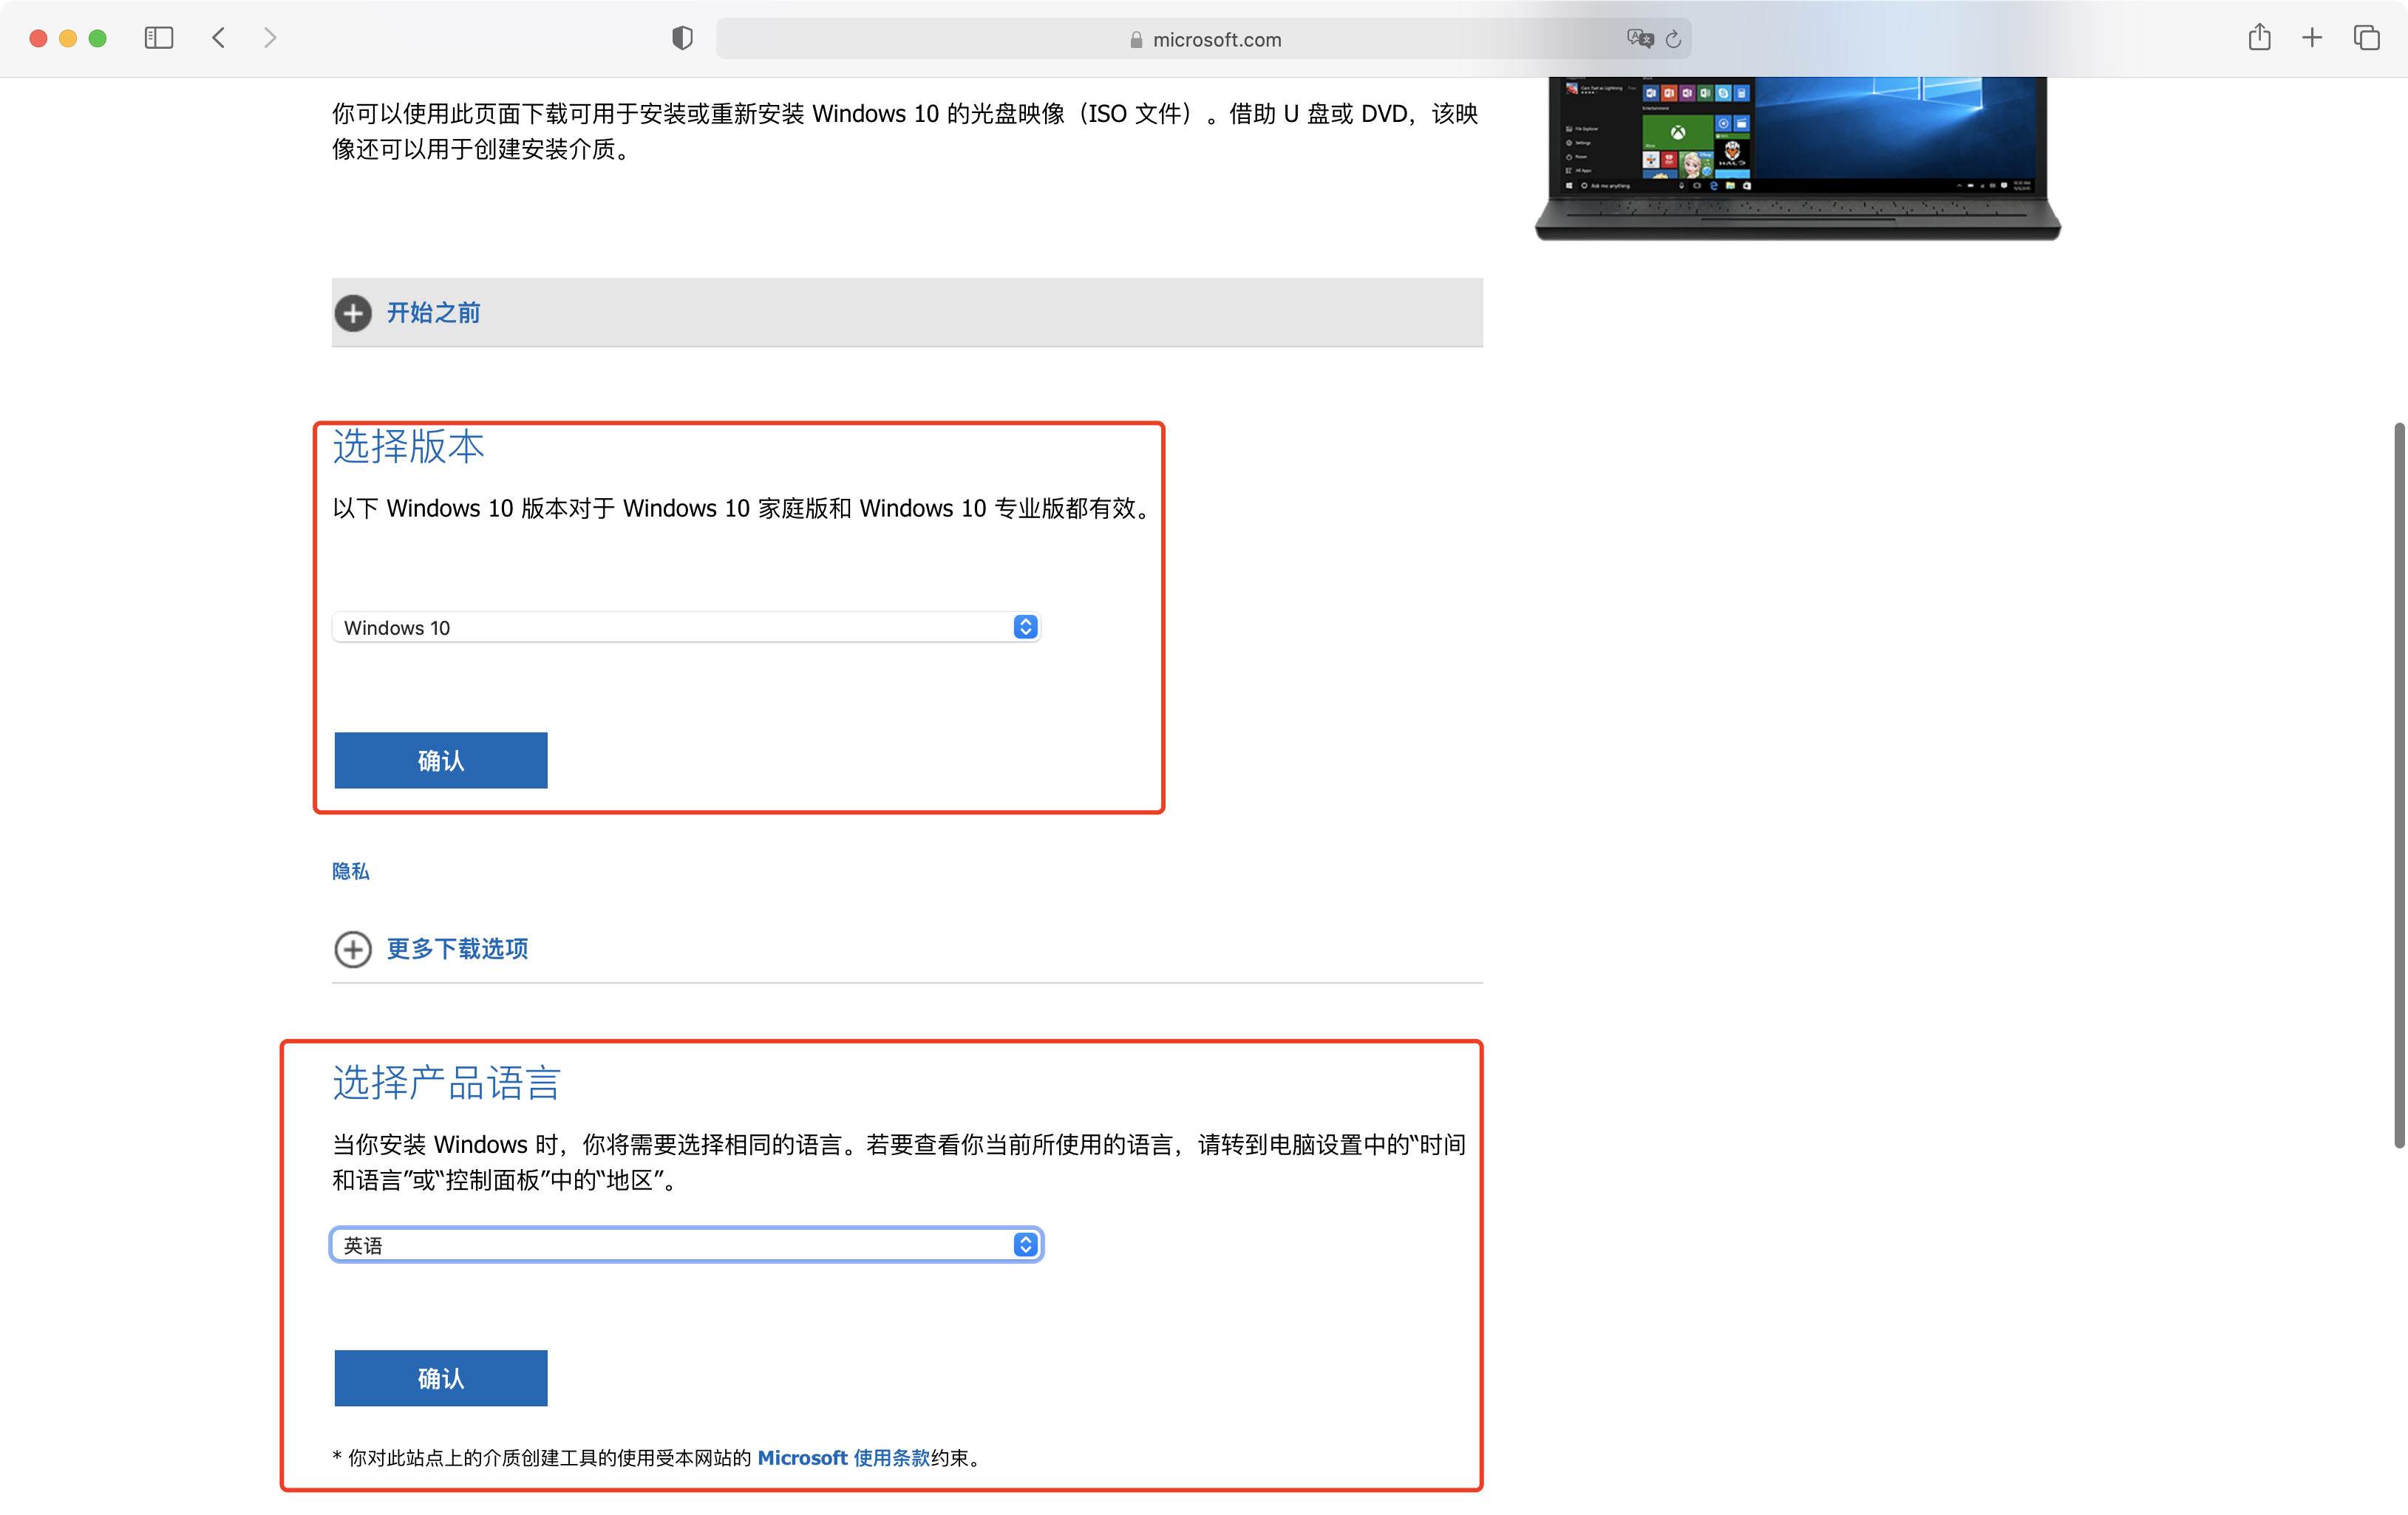 microsoft.com
你可以使用此页面下载可用于安装或重新安装 Windows 10 的光盘映像（ISO 文件）。借助 U 盘或 DVD，该映
像还可以用于创建安装介质。
File Explorer
Settings
Power
All Apps
Ask me anything
开始之前
选择版本
以下 Windows 10 版本对于 Windows 10 家庭版和 Windows 10 专业版都有效。
Windows 10
确认
隐私
更多下载选项
选择产品语言
当你安装 Windows 时，你将需要选择相同的语言。若要查看你当前所使用的语言，请转到电脑设置中的“时间
和语言”或“控制面板”中的“地区”。
英语
确认
* 你对此站点上的介质创建工具的使用受本网站的 Microsoft 使用条款约束。